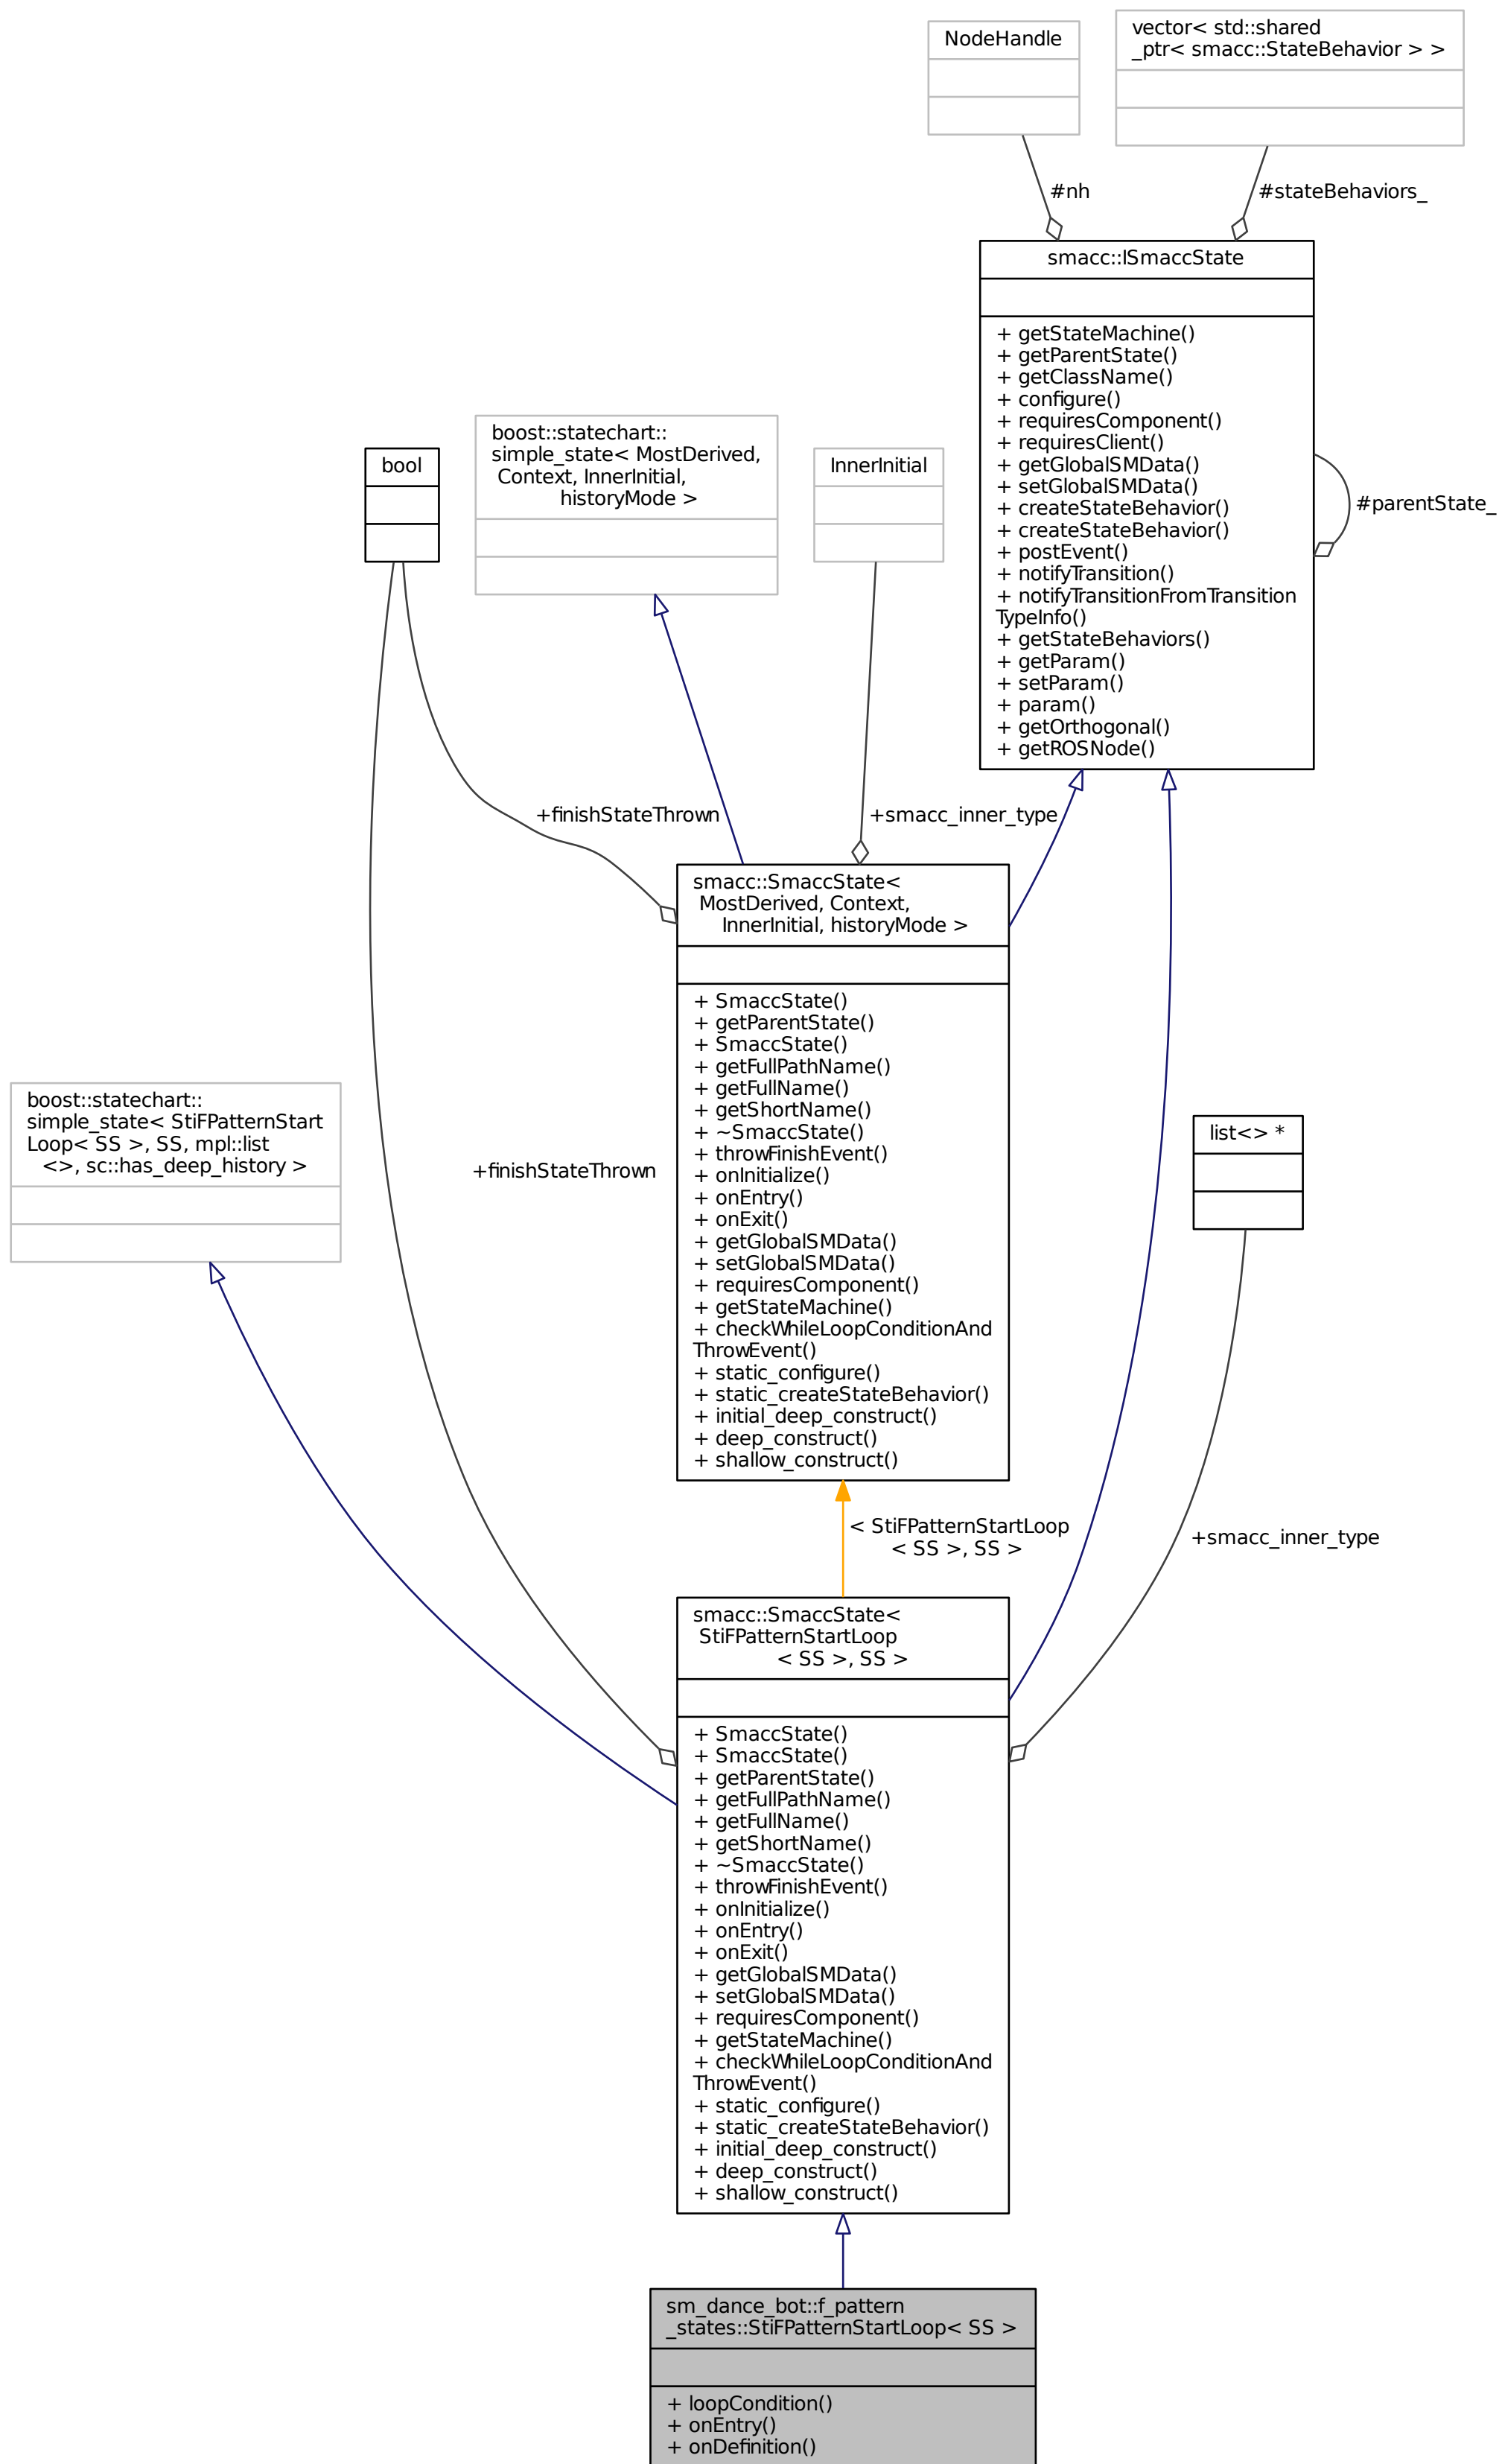 NodeHandle
vector< std::shared
_ptr< smacc::StateBehavior > >
#nh
#stateBehaviors_
smacc::ISmaccState
+ getStateMachine()
+ getParentState()
+ getClassName()
+ configure()
+ requiresComponent()
+ requiresClient()
+ getGlobalSMData()
+ setGlobalSMData()
+ createStateBehavior()
+ createStateBehavior()
+ postEvent()
+ notifyTransition()
+ notifyTransitionFromTransition
TypeInfo()
+ getStateBehaviors()
+ getParam()
+ setParam()
+ param()
+ getOrthogonal()
+ getROSNode()
#parentState_
bool
boost::statechart::
simple_state< MostDerived,
Context, InnerInitial,
historyMode >
InnerInitial
+finishStateThrown
+smacc_inner_type
smacc::SmaccState<
MostDerived, Context,
InnerInitial, historyMode >
+ SmaccState()
+ getParentState()
+ SmaccState()
+ getFullPathName()
+ getFullName()
+ getShortName()
+ ~SmaccState()
+ throwFinishEvent()
+ onInitialize()
+ onEntry()
+ onExit()
+ getGlobalSMData()
+ setGlobalSMData()
+ requiresComponent()
+ getStateMachine()
+ checkWhileLoopConditionAnd
ThrowEvent()
+ static_configure()
+ static_createStateBehavior()
+ initial_deep_construct()
+ deep_construct()
+ shallow_construct()
boost::statechart::
simple_state< StiFPatternStart
Loop< SS >, SS, mpl::list
<>, sc::has_deep_history >
+finishStateThrown
list<> *
< StiFPatternStartLoop
< SS >, SS >
+smacc_inner_type
smacc::SmaccState<
StiFPatternStartLoop
< SS >, SS >
+ SmaccState()
+ SmaccState()
+ getParentState()
+ getFullPathName()
+ getFullName()
+ getShortName()
+ ~SmaccState()
+ throwFinishEvent()
+ onInitialize()
+ onEntry()
+ onExit()
+ getGlobalSMData()
+ setGlobalSMData()
+ requiresComponent()
+ getStateMachine()
+ checkWhileLoopConditionAnd
ThrowEvent()
+ static_configure()
+ static_createStateBehavior()
+ initial_deep_construct()
+ deep_construct()
+ shallow_construct()
sm_dance_bot::f_pattern
_states::StiFPatternStartLoop< SS >
+ loopCondition()
+ onEntry()
+ onDefinition()